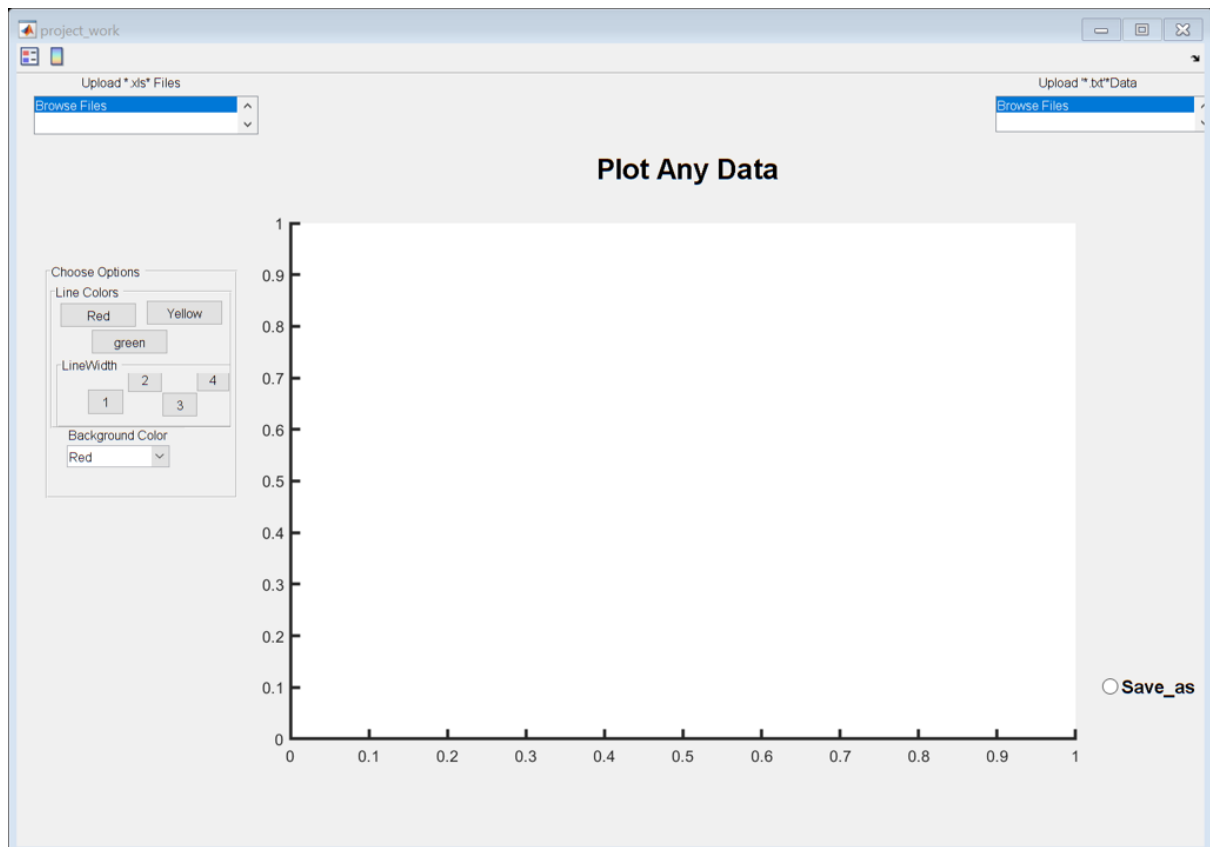 project_work
Upload *.xls* Files
Upload '*.txt'*Data
Browse Files
Browse Files
Plot Any Data
Choose Options
Line Colors
Red
Yellow
green
LineWidth
2
4
1
3
Background Color
Red
1
0.9
0.8
0.7
0.6
0.5
0.4
0.3
0.2
0.1
0
0 0.1 0.2 0.3 0.4 0.5 0.6 0.7 0.8 0.9 1
Save_as